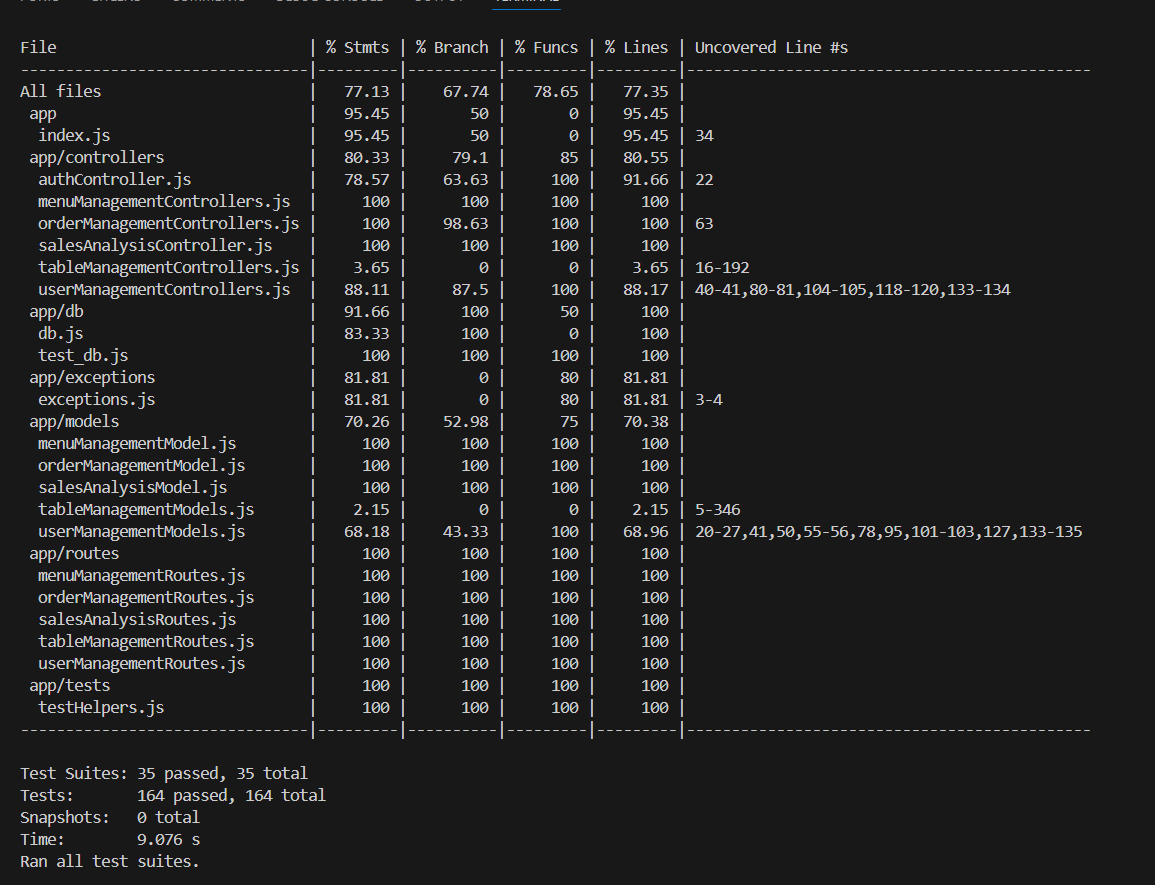 TERMINAL
File                            | % Stmts | % Branch | % Funcs | % Lines | Uncovered Line #s
--------------------------------|---------|----------|---------|---------|---------------------------------------------
All files                       |   77.13 |    67.74 |   78.65 |   77.35 |
 app                            |   95.45 |       50 |       0 |   95.45 |
  index.js                      |   95.45 |       50 |       0 |   95.45 | 34
 app/controllers                |   80.33 |     79.1 |      85 |   80.55 |
  authController.js             |   78.57 |    63.63 |     100 |   91.66 | 22
  menuManagementControllers.js  |     100 |      100 |     100 |     100 |
  orderManagementControllers.js |     100 |    98.63 |     100 |     100 | 63
  salesAnalysisController.js    |     100 |      100 |     100 |     100 |
  tableManagementControllers.js |    3.65 |        0 |       0 |    3.65 | 16-192
  userManagementControllers.js  |   88.11 |     87.5 |     100 |   88.17 | 40-41,80-81,104-105,118-120,133-134
 app/db                         |   91.66 |      100 |      50 |     100 |
  db.js                         |   83.33 |      100 |       0 |     100 |
  test_db.js                    |     100 |      100 |     100 |     100 |
 app/exceptions                 |   81.81 |        0 |      80 |   81.81 |
  exceptions.js                 |   81.81 |        0 |      80 |   81.81 | 3-4
 app/models                     |   70.26 |    52.98 |      75 |   70.38 |
  menuManagementModel.js        |     100 |      100 |     100 |     100 |
  orderManagementModel.js       |     100 |      100 |     100 |     100 |
  salesAnalysisModel.js         |     100 |      100 |     100 |     100 |
  tableManagementModels.js      |    2.15 |        0 |       0 |    2.15 | 5-346
  userManagementModels.js       |   68.18 |    43.33 |     100 |   68.96 | 20-27,41,50,55-56,78,95,101-103,127,133-135
 app/routes                     |     100 |      100 |     100 |     100 |
  menuManagementRoutes.js       |     100 |      100 |     100 |     100 |
  orderManagementRoutes.js      |     100 |      100 |     100 |     100 |
  salesAnalysisRoutes.js        |     100 |      100 |     100 |     100 |
  tableManagementRoutes.js      |     100 |      100 |     100 |     100 |
  userManagementRoutes.js       |     100 |      100 |     100 |     100 |
 app/tests                      |     100 |      100 |     100 |     100 |
  testHelpers.js                |     100 |      100 |     100 |     100 |
--------------------------------|---------|----------|---------|---------|---------------------------------------------
Test Suites: 35 passed, 35 total
Tests:       164 passed, 164 total
Snapshots:   0 total
Time:        9.076 s
Ran all test suites.